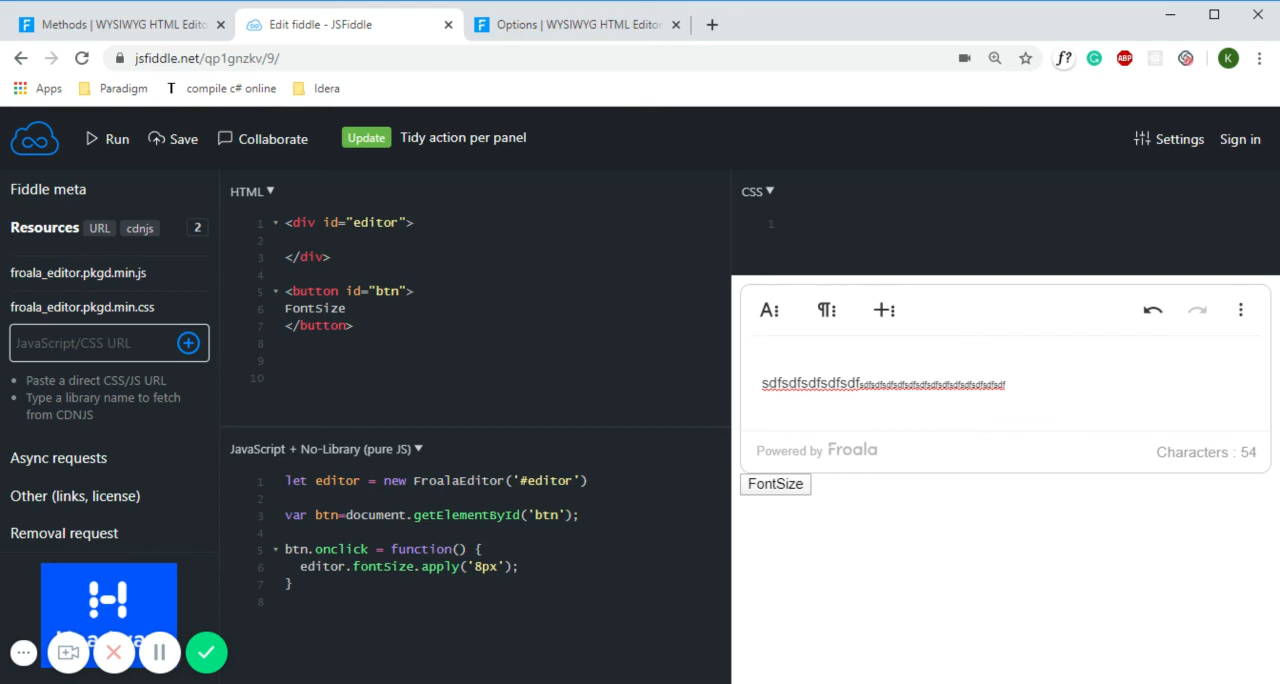 Methods | WYSIWYG HTML Edito
Edit fiddle - JSFiddle
Options | WYSIWYG HTML Editor
jsfiddle.net/qp1gnzkv/9/
f?
ABP
K
Apps
Paradigm
T compile c# online
Idera
Run
Save
Collaborate
Update
Tidy action per panel
Settings
Sign in
Fiddle meta
Resources URL cdnjs 2
froala_editor.pkgd.min.js
froala_editor.pkgd.min.css
JavaScript/CSS URL
Paste a direct CSS/JS URL
Type a library name to fetch
from CDNJS
Async requests
Other (links, license)
Removal request
HTML
1 <div id="editor">
2
3 </div>
4
5 <button id="btn">
6 FontSize
7 </button>
8
9
10
JavaScript + No-Library (pure JS)
1 let editor = new FroalaEditor('#editor')
2
3 var btn=document.getElementById('btn');
4
5 btn.onclick = function() {
6 editor.fontSize.apply('8px');
7 }
8
CSS
1
Powered by Froala
Characters : 54
FontSize